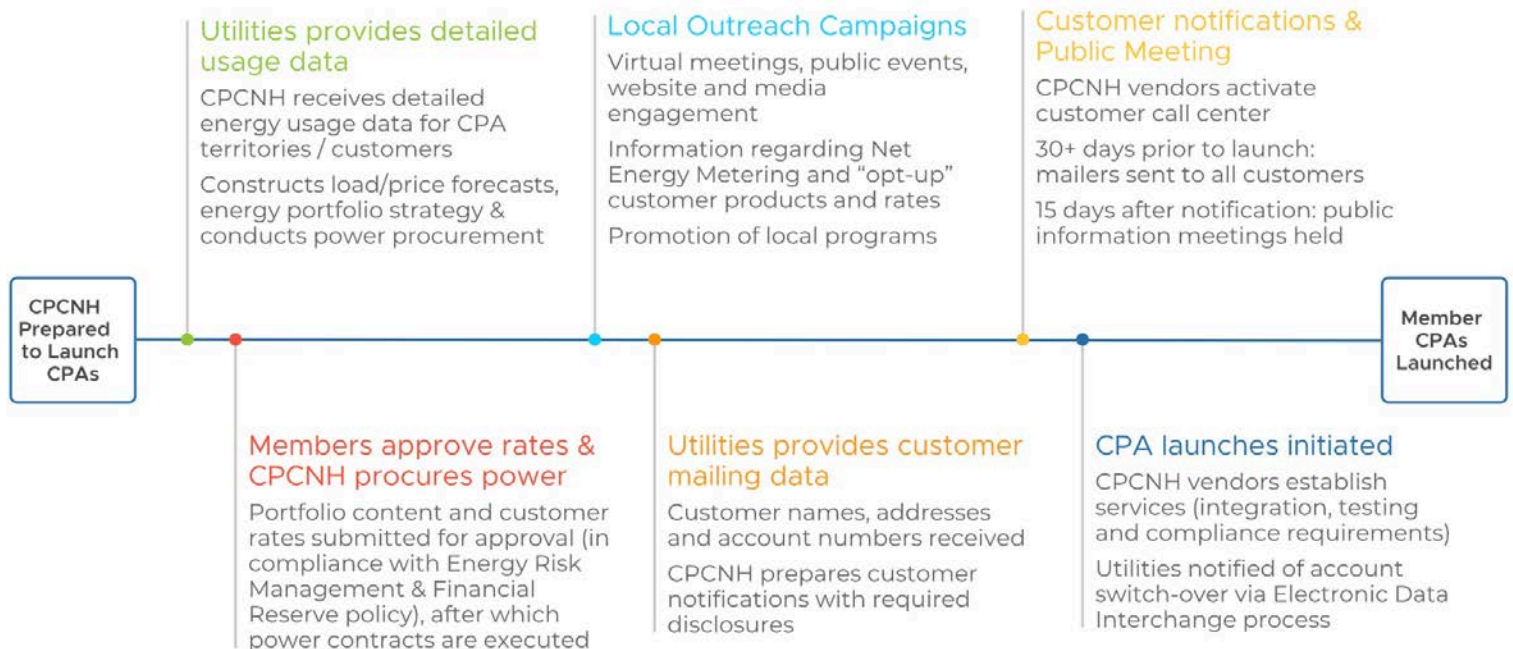 Utilities provides detailed
usage data
CPCNH receives detailed
energy usage data for CPA
territories / customers
Constructs load/price forecasts,
energy portfolio strategy &
conducts power procurement
Local Outreach Campaigns
Virtual meetings, public events,
website and media
engagement
Information regarding Net
Energy Metering and “opt-up”
customer products and rates
Promotion of local programs
Customer notifications &
Public Meeting
CPCNH vendors activate
customer call center
30+ days prior to launch:
mailers sent to all customers
15 days after notification: public
information meetings held
CPCNH
Prepared
to Launch
CPAs
Member
CPAs
Launched
Members approve rates &
CPCNH procures power
Portfolio content and customer
rates submitted for approval (in
compliance with Energy Risk
Management & Financial
Reserve policy), after which
power contracts are executed
Utilities provides customer
mailing data
Customer names, addresses
and account numbers received
CPCNH prepares customer
notifications with required
disclosures
CPA launches initiated
CPCNH vendors establish
services (integration, testing
and compliance requirements)
Utilities notified of account
switch-over via Electronic Data
Interchange process